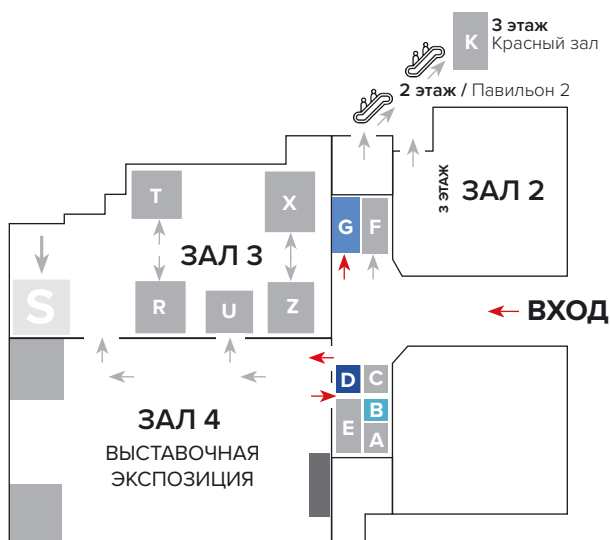 K
3 этаж
Красный зал
2 этаж / Павильон 2
3 ЭТАЖ
ЗАЛ 2
T
X
G
F
ЗАЛ 3
S
R
U
Z
ВХОД
D
C
B
E
A
ЗАЛ 4
ВЫСТАВОЧНАЯ
ЭКСПОЗИЦИЯ